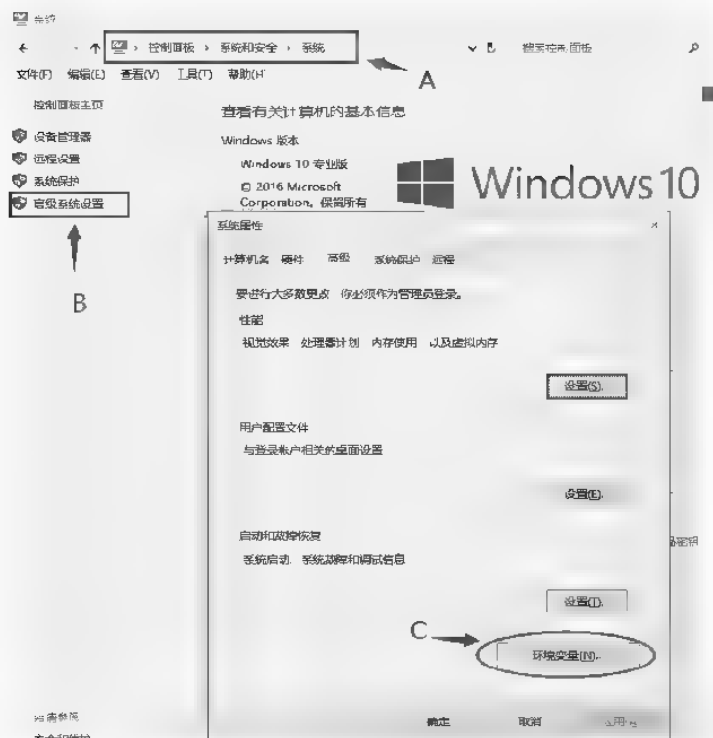 系统
控制面板 › 系统和安全 › 系统
搜索控制面板
文件(F) 编辑(E) 查看(V) 工具(T) 帮助(H
A
控制面板主页
查看有关计算机的基本信息
设备管理器
Windows 版本
远程设置
Windows 10 专业版
系统保护
© 2016 Microsoft
Corporation。保留所有
Windows 10
高级系统设置
B
系统属性
计算机名 硬件 高级 系统保护 远程
要进行大多数更改 你必须作为管理员登录。
性能
视觉效果 处理器计划 内存使用 以及虚拟内存
设置(S).
用户配置文件
与登录帐户相关的桌面设置
设置(E).
启动和故障恢复
系统启动 系统故障和调试信息
设置(T).
C
环境变量(N)..
另请参阅
确定 取消
安全和维护